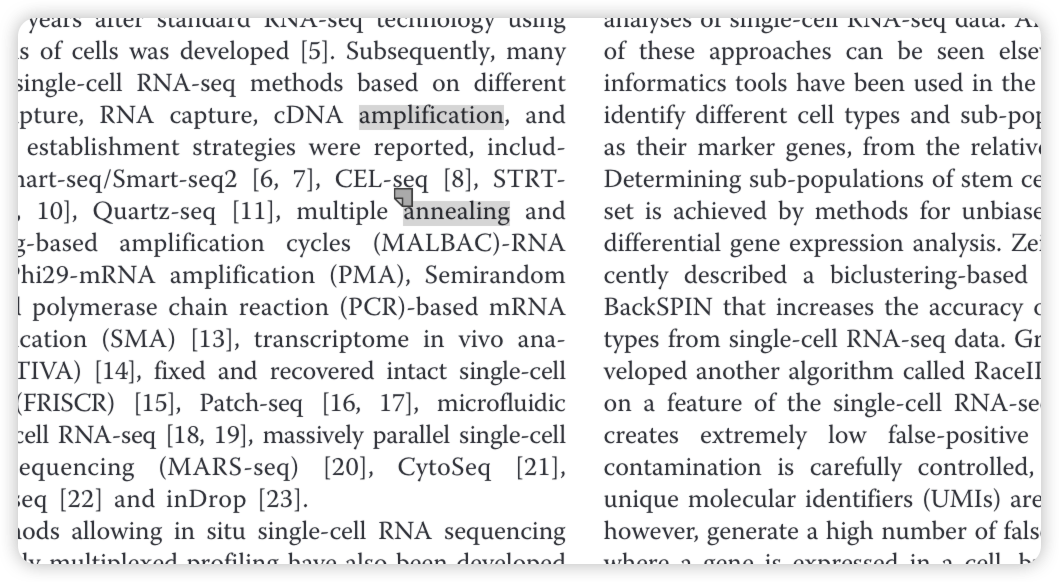 years after standard RNA-seq technology using
s of cells was developed [5]. Subsequently, many
single-cell RNA-seq methods based on different
pture, RNA capture, cDNA amplification, and
establishment strategies were reported, includ-
nart-seq/Smart-seq2 [6, 7], CEL-seq [8], STRT-
, 10], Quartz-seq [11], multiple annealing and
g-based amplification cycles (MALBAC)-RNA
Phi29-mRNA amplification (PMA), Semirandom
l polymerase chain reaction (PCR)-based mRNA
ication (SMA) [13], transcriptome in vivo ana-
TIVA) [14], fixed and recovered intact single-cell
(FRISCR) [15], Patch-seq [16, 17], microfluidic
cell RNA-seq [18, 19], massively parallel single-cell
equencing (MARS-seq) [20], CytoSeq [21],
seq [22] and inDrop [23].
ods allowing in situ single-cell RNA sequencing
ly multiplexed profiling have also been developed
analyses of single-cell RNA-seq data. A
of these approaches can be seen else
informatics tools have been used in the
identify different cell types and sub-pop
as their marker genes, from the relativ
Determining sub-populations of stem ce
set is achieved by methods for unbiase
differential gene expression analysis. Zei
cently described a biclustering-based
BackSPIN that increases the accuracy
types from single-cell RNA-seq data. Gr
veloped another algorithm called RaceI
on a feature of the single-cell RNA-se
creates extremely low false-positive
contamination is carefully controlled,
unique molecular identifiers (UMIs) are
however, generate a high number of fals
where a gene is expressed in a cell, b